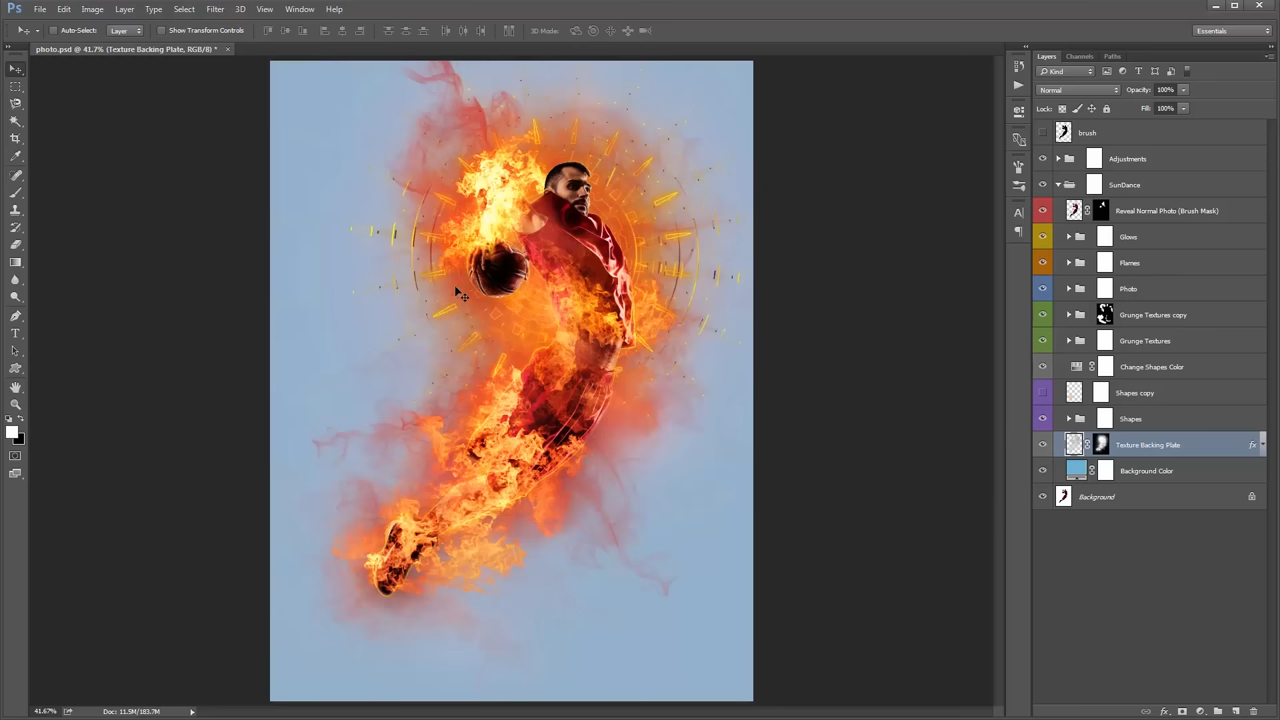 Ps File Edit Image Layer Type Select Filter 3D View Window Help
Auto-Select: Layer Show Transform Controls 3D Mode: Essentials
photo.psd @ 41.7% (Texture Backing Plate, RGB/8) * ×
Layers Channels Paths
Kind
Normal Opacity: 100%
Lock: Fill: 100%
brush
Adjustments
SunDance
Reveal Normal Photo (Brush Mask)
Glows
Flames
Photo
Grunge Textures copy
Grunge Textures
Change Shapes Color
Shapes copy
Shapes
Texture Backing Plate fx
Background Color
Background
41.67% Doc: 11.5M/183.7M